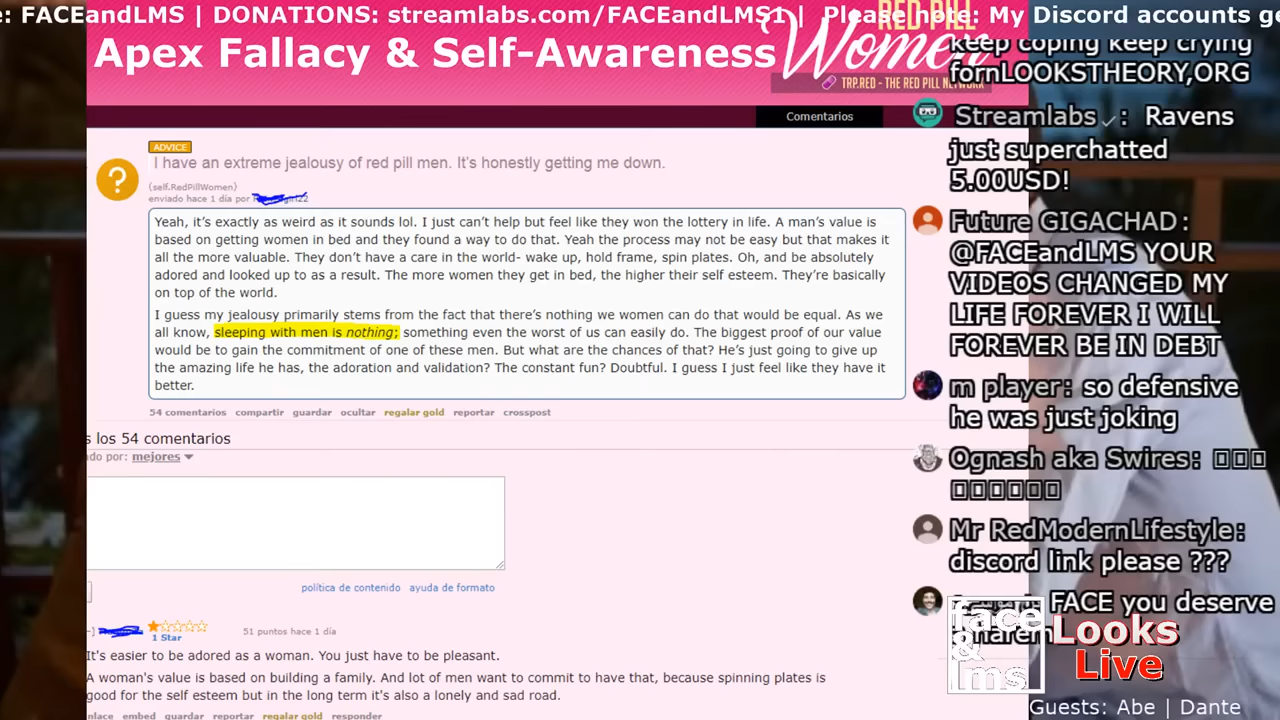 e: FACEandLMS | DONATIONS: streamlabs.com/FACEandLMS1 | Please note: My Discord accounts go
Apex Fallacy & Self-Awareness
RED PILL
Women
TRP.RED - THE RED PILL NETWORK
Comentarios
ADVICE
?
I have an extreme jealousy of red pill men. It's honestly getting me down.
(self.RedPillWomen)
enviado hace 1 día por
Yeah, it's exactly as weird as it sounds lol. I just can't help but feel like they won the lottery in life. A man's value is
based on getting women in bed and they found a way to do that. Yeah the process may not be easy but that makes it
all the more valuable. They don't have a care in the world- wake up, hold frame, spin plates. Oh, and be absolutely
adored and looked up to as a result. The more women they get in bed, the higher their self esteem. They're basically
on top of the world.
I guess my jealousy primarily stems from the fact that there's nothing we women can do that would be equal. As we
all know, sleeping with men is nothing; something even the worst of us can easily do. The biggest proof of our value
would be to gain the commitment of one of these men. But what are the chances of that? He's just going to give up
the amazing life he has, the adoration and validation? The constant fun? Doubtful. I guess I just feel like they have it
better.
54 comentarios compartir guardar ocultar regalar gold reportar crosspost
s los 54 comentarios
do por: mejores
política de contenido ayuda de formato
-]
1 Star
51 puntos hace 1 día
It's easier to be adored as a woman. You just have to be pleasant.
A woman's value is based on building a family. And lot of men want to commit to have that, because spinning plates is
good for the self esteem but in the long term it's also a lonely and sad road.
nlace embed guardar reportar regalar gold responder
keep coping keep crying
fornLOOKSTHEORY,ORG
Streamlabs : Ravens
just superchatted
5.00USD!
Future GIGACHAD:
@FACEandLMS YOUR
VIDEOS CHANGED MY
LIFE FOREVER I WILL
FOREVER BE IN DEBT
m player: so defensive
he was just joking
Ognash aka Swires:
Mr RedModernLifestyle:
discord link please ???
FACE you deserve
face
&
lms
Looks
Live
Guests: Abe | Dante